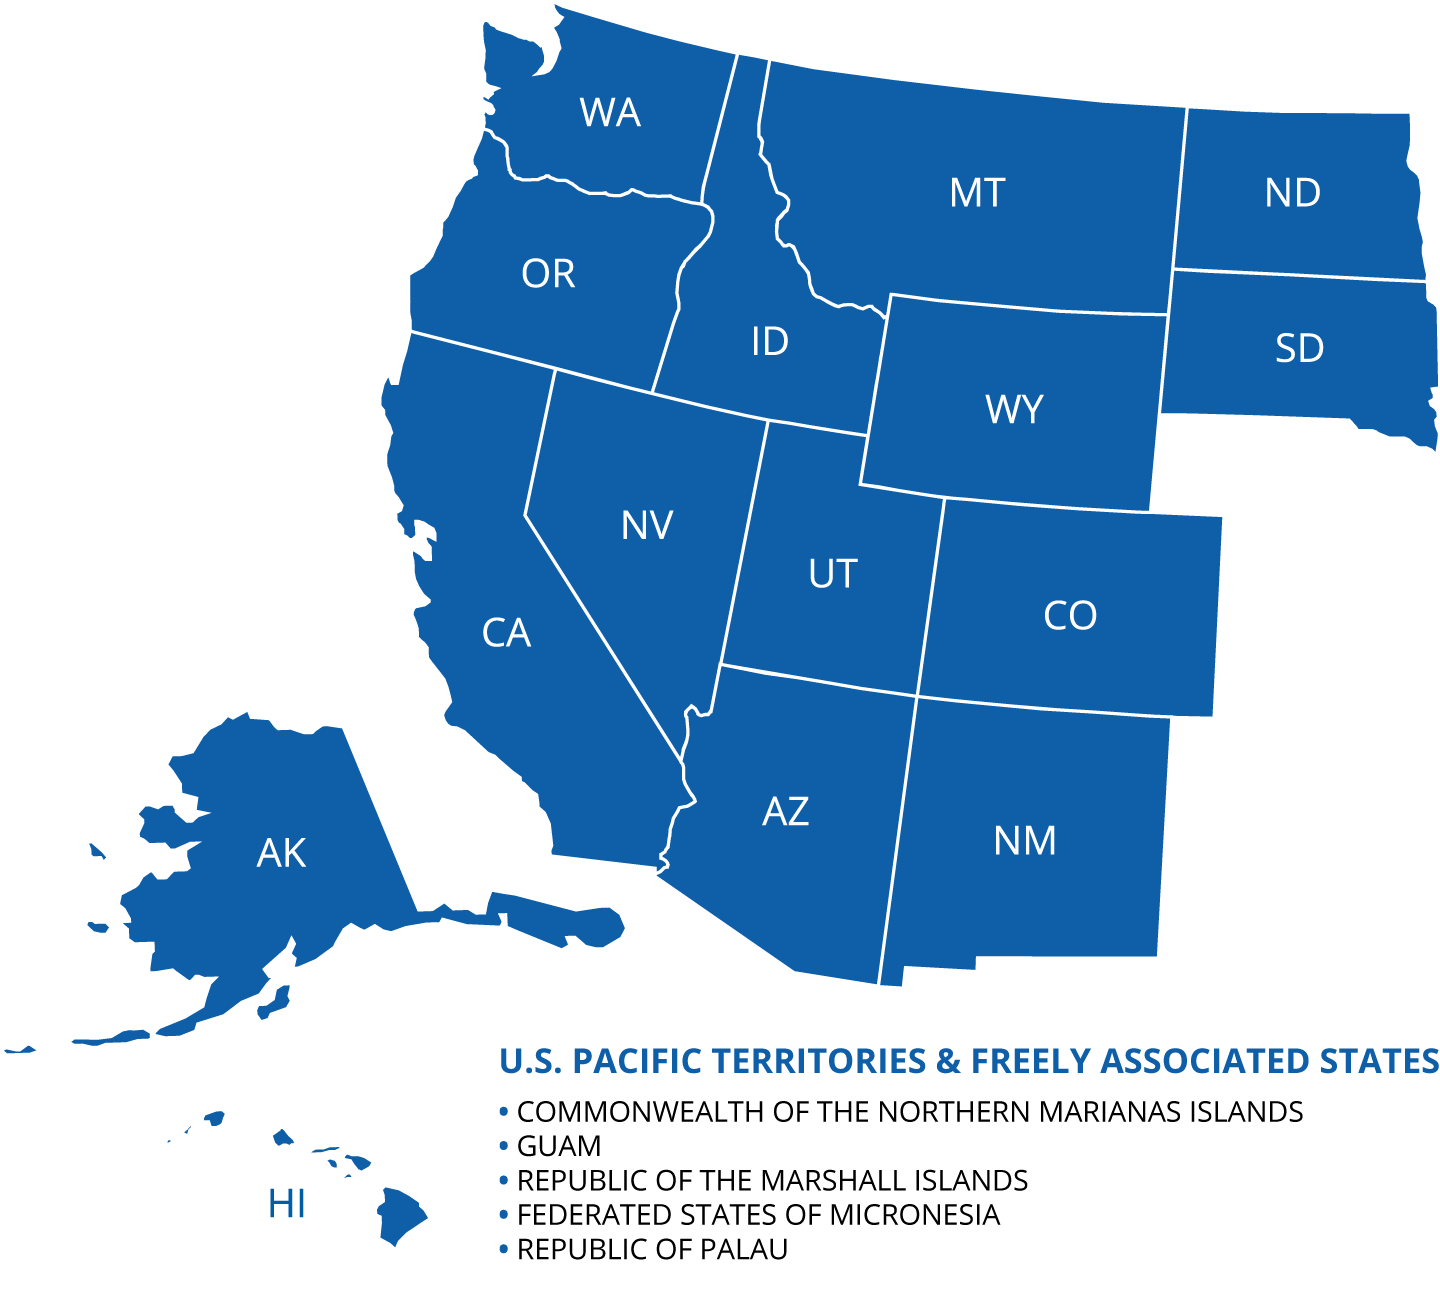 WA
MT
ND
OR
ID
SD
WY
NV
UT
CO
CA
AZ
NM
AK
HI
U.S. PACIFIC TERRITORIES & FREELY ASSOCIATED STATES
• COMMONWEALTH OF THE NORTHERN MARIANAS ISLANDS
• GUAM
• REPUBLIC OF THE MARSHALL ISLANDS
• FEDERATED STATES OF MICRONESIA
• REPUBLIC OF PALAU